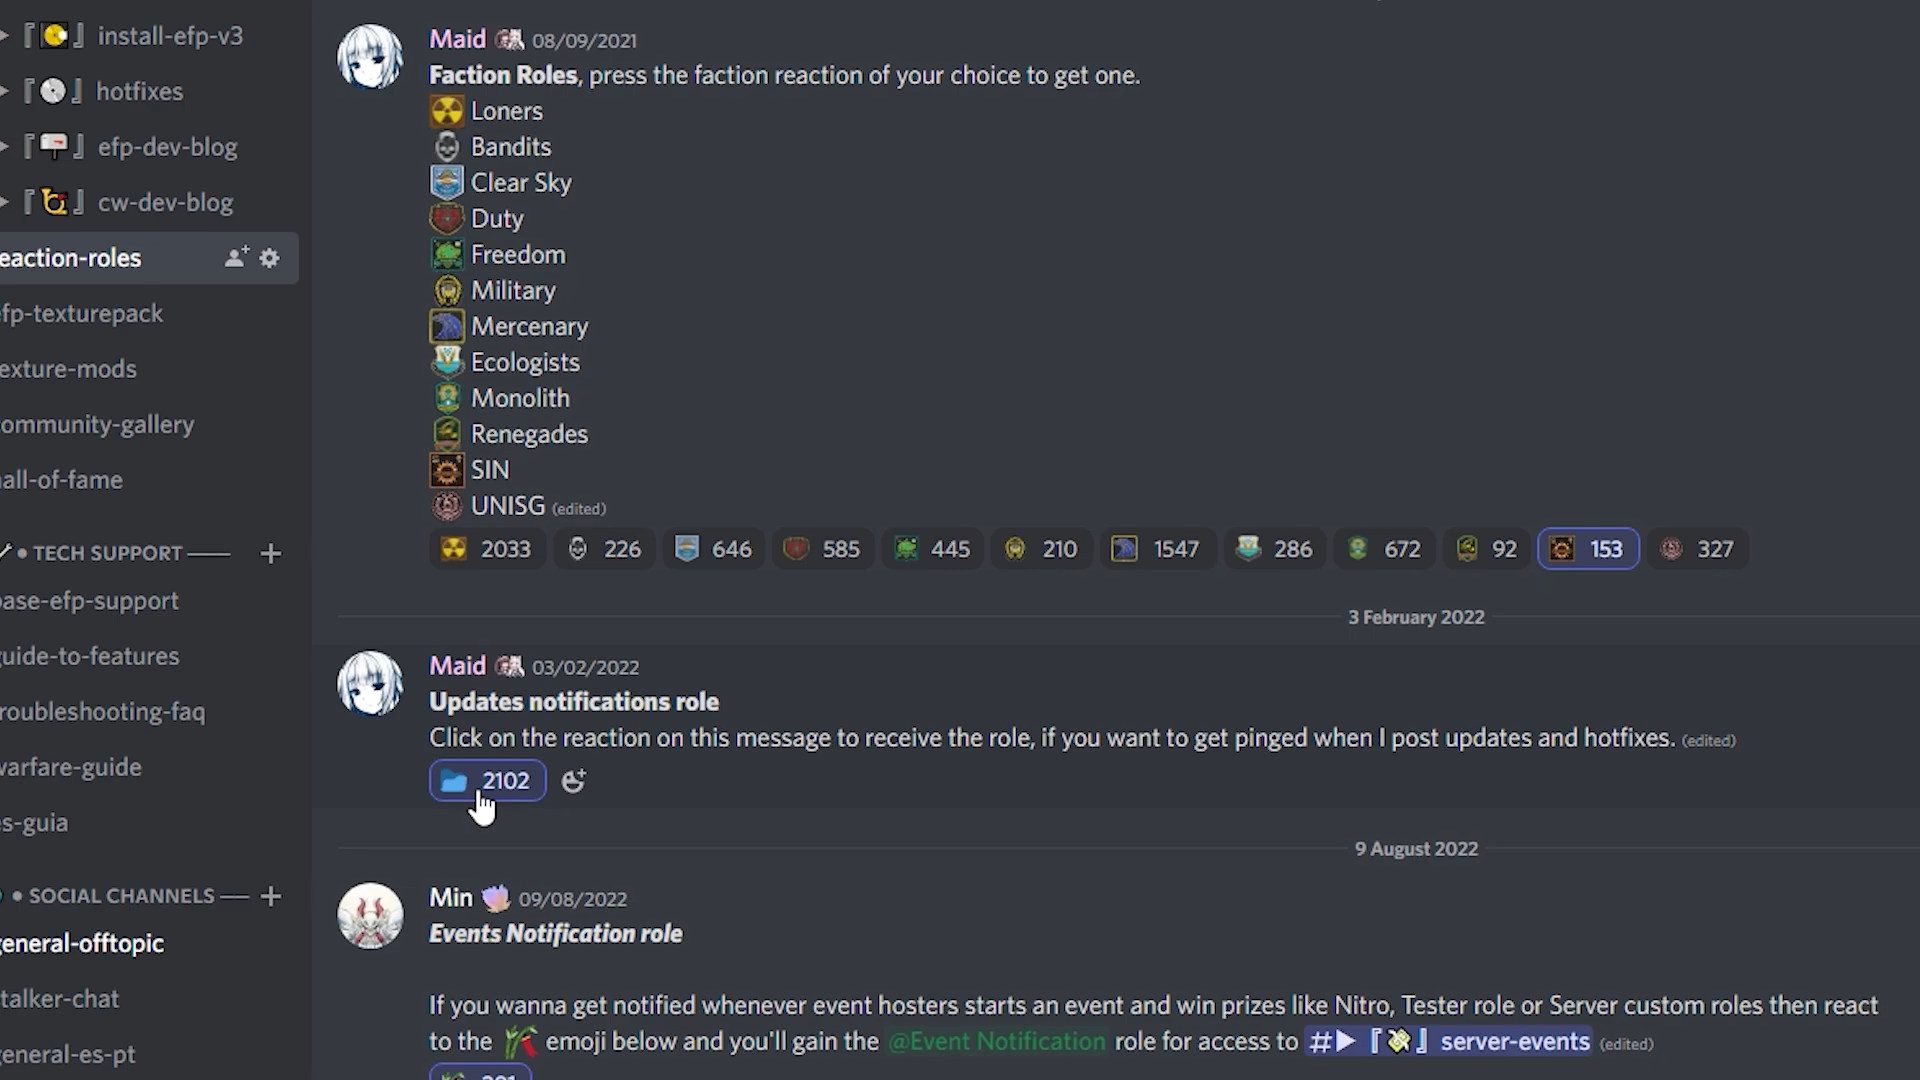 install-efp-v3
hotfixes
efp-dev-blog
cw-dev-blog
eaction-roles
fp-texturepack
exture-mods
ommunity-gallery
all-of-fame
TECH SUPPORT
ase-efp-support
uide-to-features
roubleshooting-faq
varfare-guide
s-guia
SOCIAL CHANNELS
eneral-offtopic
talker-chat
eneral-es-pt
Maid 08/09/2021
Faction Roles, press the faction reaction of your choice to get one.
Loners
Bandits
Clear Sky
Duty
Freedom
Military
Mercenary
Ecologists
Monolith
Renegades
SIN
UNISG (edited)
2033 226 646 585 445 210 1547 286 672 92 153 327
3 February 2022
Maid 03/02/2022
Updates notifications role
Click on the reaction on this message to receive the role, if you want to get pinged when I post updates and hotfixes. (edited)
2102
9 August 2022
Min 09/08/2022
Events Notification role
If you wanna get notified whenever event hosters starts an event and win prizes like Nitro, Tester role or Server custom roles then react
to the emoji below and you'll gain the @Event Notification role for access to #▶『』server-events (edited)